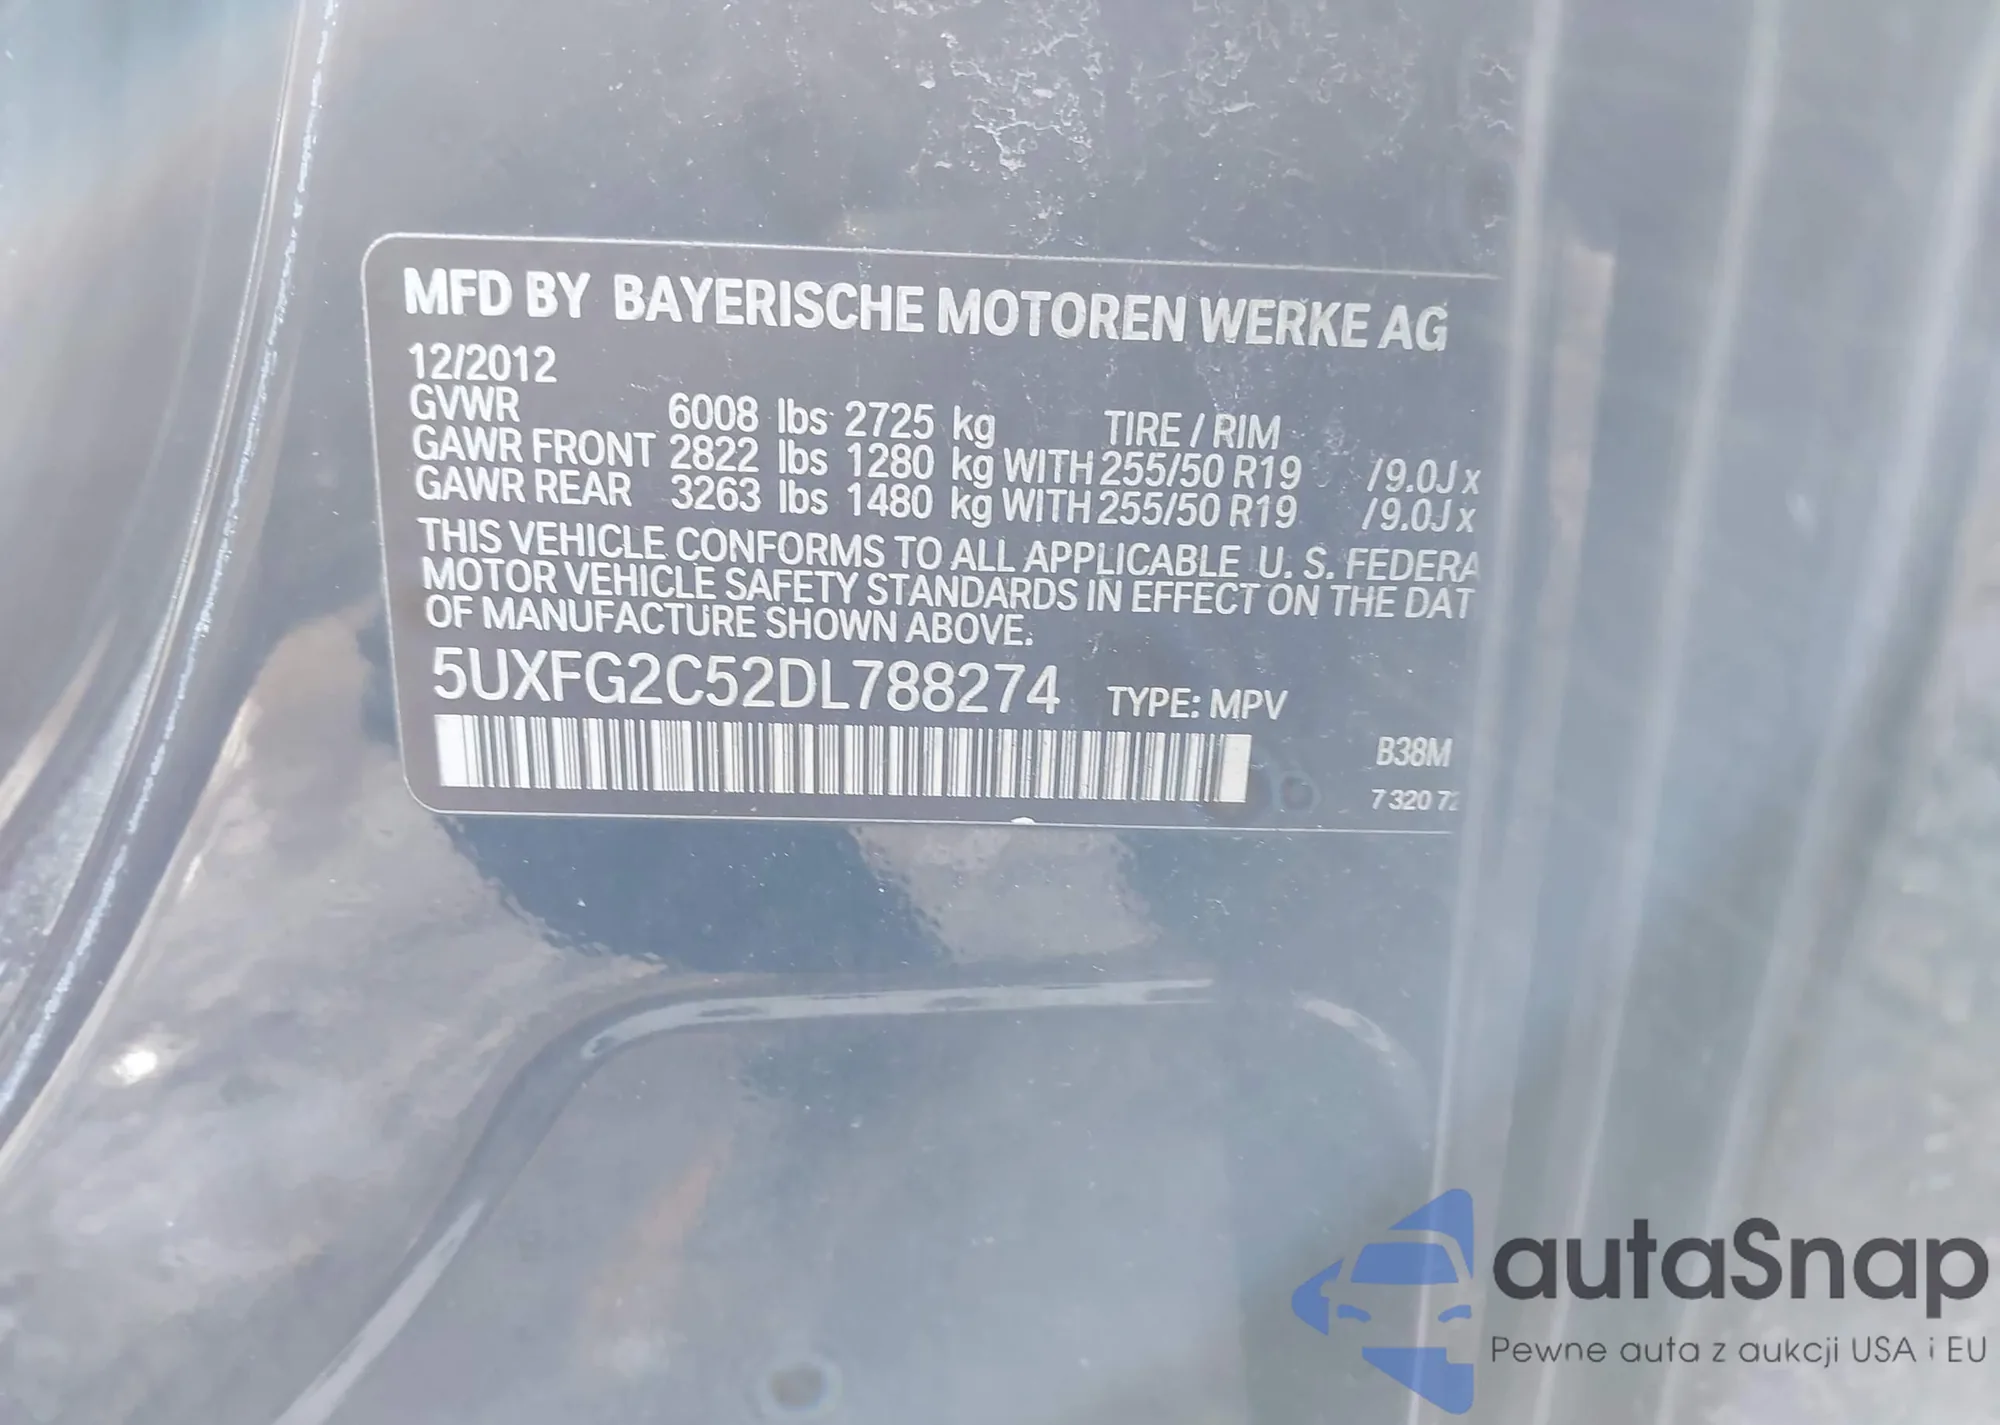 MFD BY BAYERISCHE MOTOREN WERKE AG
12/2012
GVWR 6008 lbs 2725 kg TIRE / RIM
GAWR FRONT 2822 lbs 1280 kg WITH 255/50 R19 /9.0J x
GAWR REAR 3263 lbs 1480 kg WITH 255/50 R19 /9.0J x
THIS VEHICLE CONFORMS TO ALL APPLICABLE U. S. FEDERA
MOTOR VEHICLE SAFETY STANDARDS IN EFFECT ON THE DAT
OF MANUFACTURE SHOWN ABOVE.
5UXFG2C52DL788274 TYPE: MPV
B38M
7 320 72
autaSnap
Pewne auta z aukcji USA i EU